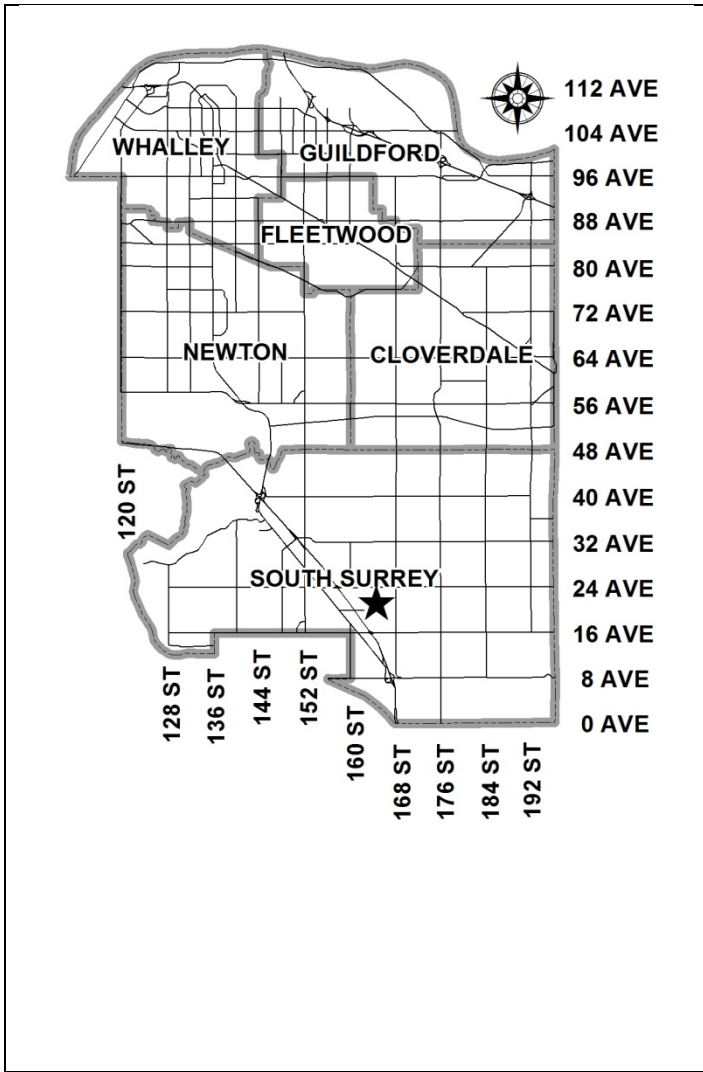 112 AVE
104 AVE
WHALLEY
GUILDFORD
96 AVE
88 AVE
FLEETWOOD
80 AVE
72 AVE
NEWTON
CLOVERDALE
64 AVE
56 AVE
48 AVE
120 ST
40 AVE
32 AVE
SOUTH SURREY
24 AVE
16 AVE
128 ST
136 ST
144 ST
152 ST
8 AVE
160 ST
0 AVE
168 ST
176 ST
184 ST
192 ST